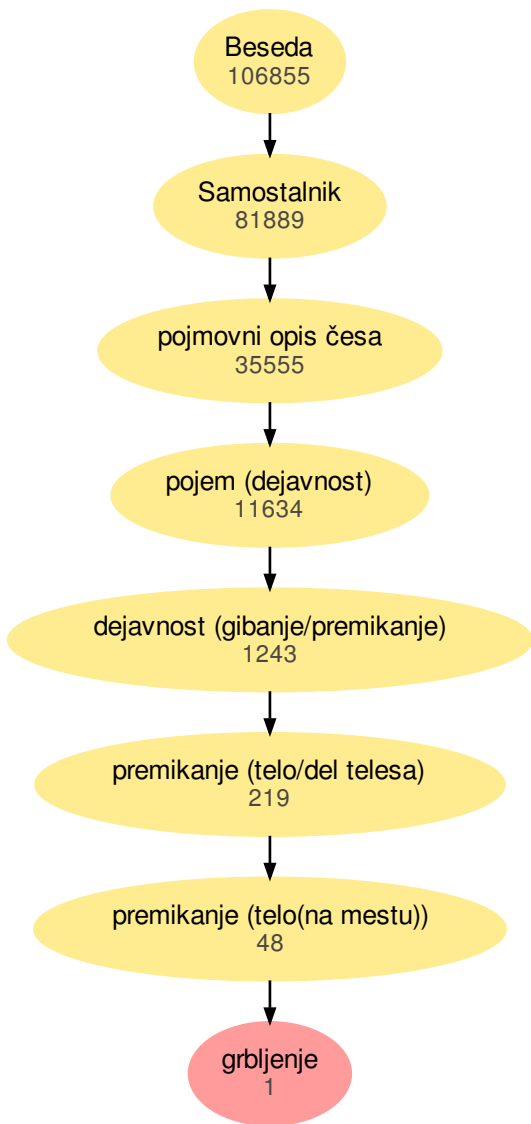 Beseda
106855
Samostalnik
81889
pojmovni opis česa
35555
pojem (dejavnost)
11634
dejavnost (gibanje/premikanje)
1243
premikanje (telo/del telesa)
219
premikanje (telo(na mestu))
48
grbljenje
1